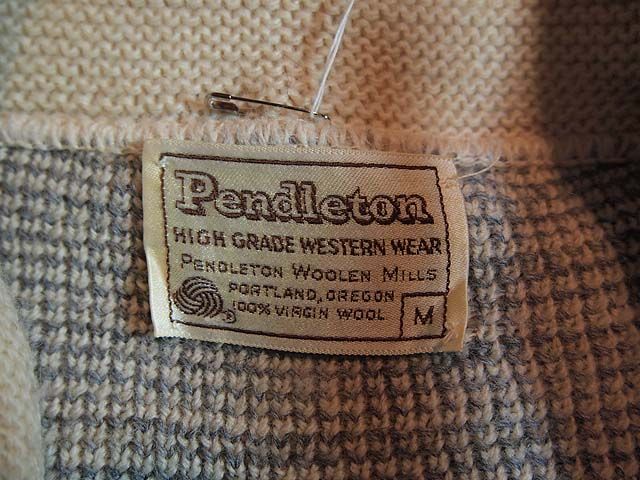 Pendleton
HIGH GRADE WESTERN WEAR
PENDLETON WOOLEN MILLS
PORTLAND, OREGON
100% VIRGIN WOOL
M